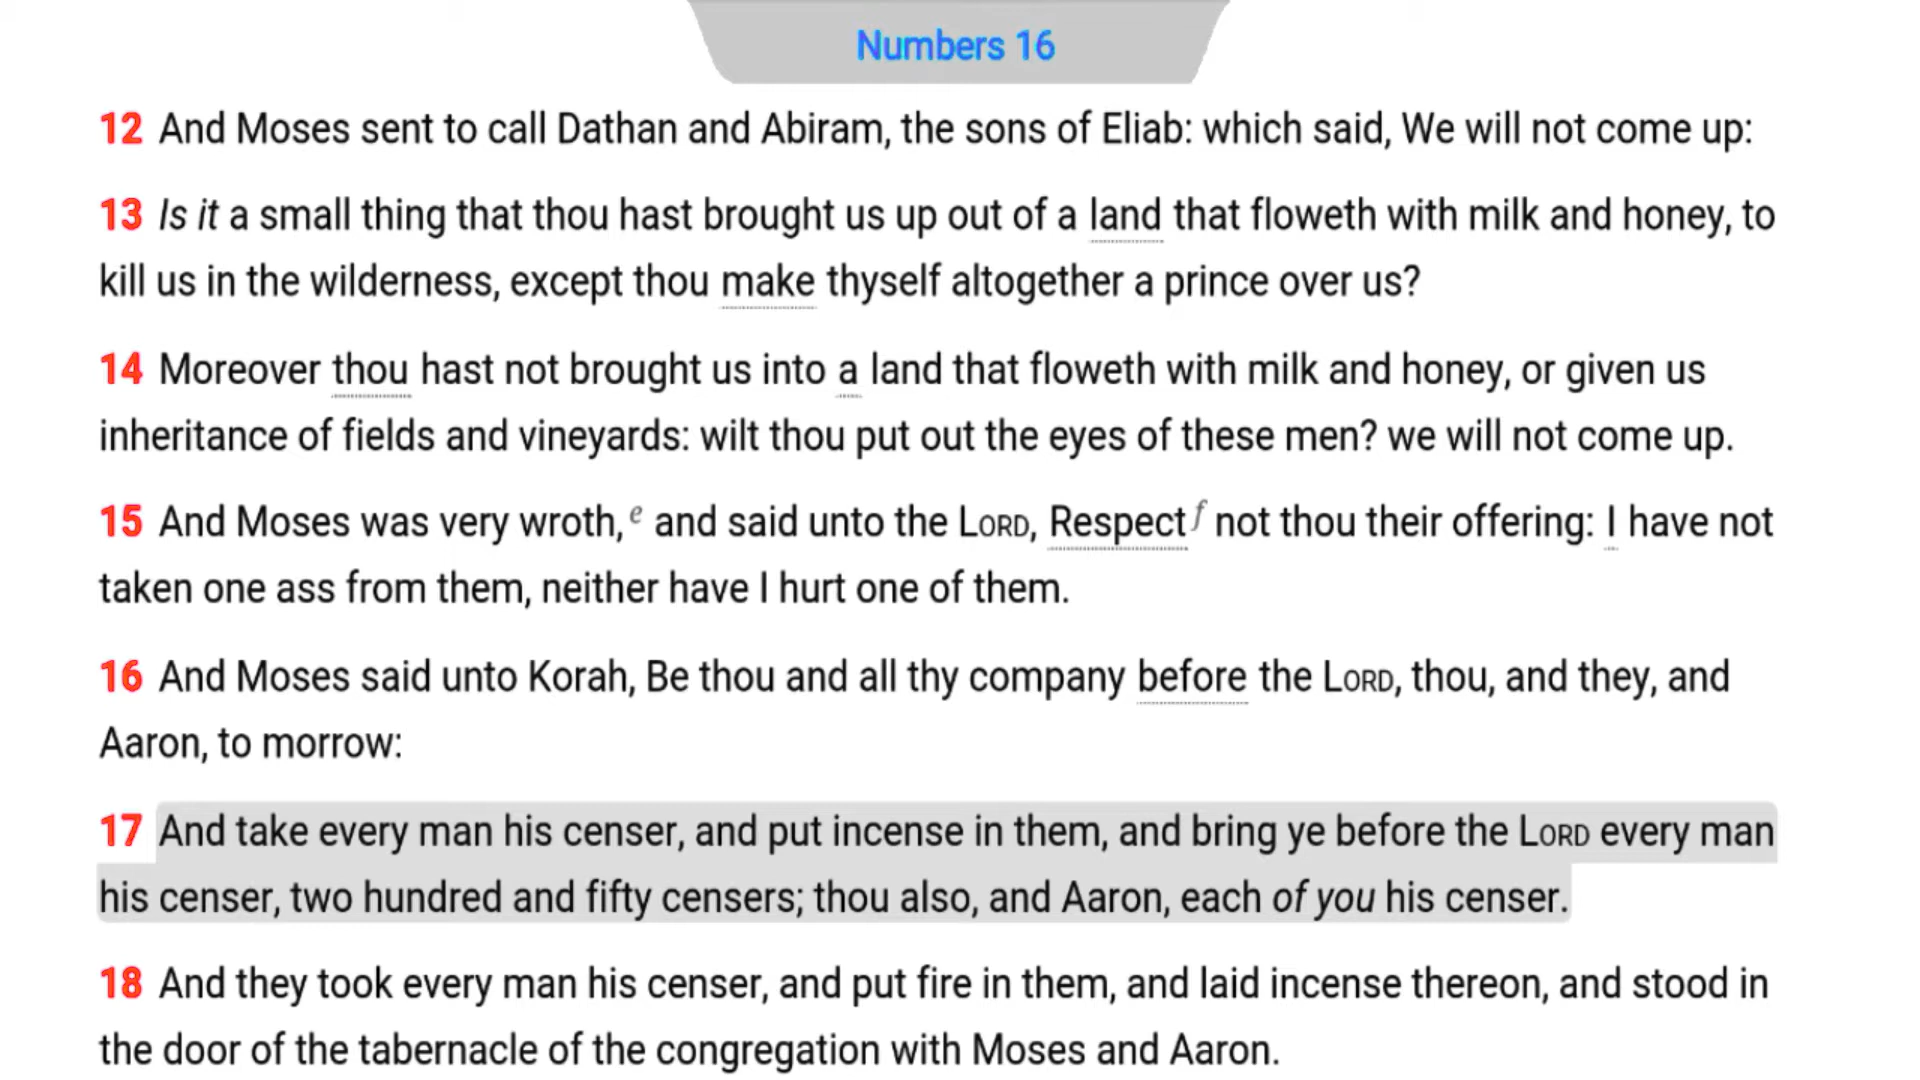 Numbers 16
12 And Moses sent to call Dathan and Abiram, the sons of Eliab: which said, We will not come up:
13 Is it a small thing that thou hast brought us up out of a land that floweth with milk and honey, to
kill us in the wilderness, except thou make thyself altogether a prince over us?
14 Moreover thou hast not brought us into a land that floweth with milk and honey, or given us
inheritance of fields and vineyards: wilt thou put out the eyes of these men? we will not come up.
15 And Moses was very wroth, e and said unto the LORD, Respect f not thou their offering: I have not
taken one ass from them, neither have I hurt one of them.
16 And Moses said unto Korah, Be thou and all thy company before the LORD, thou, and they, and
Aaron, to morrow:
17 And take every man his censer, and put incense in them, and bring ye before the LORD every man
his censer, two hundred and fifty censers; thou also, and Aaron, each of you his censer.
18 And they took every man his censer, and put fire in them, and laid incense thereon, and stood in
the door of the tabernacle of the congregation with Moses and Aaron.